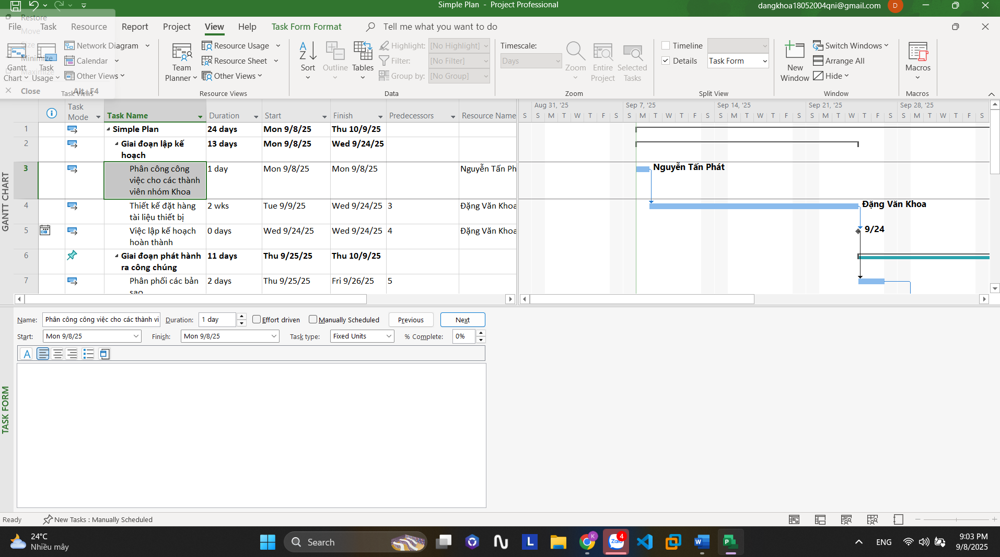 Simple Plan - Project Professional
dangkhoa18052004qni@gmail.com
D
Restore
Move
Size
Minimize
Maximize
Close Alt+F4
File Task Resource Report Project View Help Task Form Format Tell me what you want to do
Gantt Chart
Task Usage
Network Diagram
Calendar
Other Views
Task Views
Team Planner
Resource Usage
Resource Sheet
Other Views
Resource Views
Sort
Outline
Tables
Highlight: [No Highlight]
Filter: [No Filter]
Group by: [No Group]
Data
Timescale:
Days
Zoom
Entire Project
Selected Tasks
Zoom
Timeline
Details Task Form
Split View
New Window
Switch Windows
Arrange All
Hide
Window
Macros
Macros
GANTT CHART
Task Mode Task Name Duration Start Finish Predecessors Resource Name
Aug 31, '25 Sep 7, '25 Sep 14, '25 Sep 21, '25 Sep 28, '25
S S M T W T F S S M T W T F S S M T W T F S S M T W T F S S M T W T F S
1 Simple Plan 24 days Mon 9/8/25 Thu 10/9/25
2 Giai đoạn lập kế hoạch 13 days Mon 9/8/25 Wed 9/24/25
3 Phân công công việc cho các thành viên nhóm Khoa 1 day Mon 9/8/25 Mon 9/8/25 Nguyễn Tấn Ph
Nguyễn Tấn Phát
4 Thiết kế đặt hàng tài liệu thiết bị 2 wks Tue 9/9/25 Wed 9/24/25 3 Đặng Văn Khoa
Đặng Văn Khoa
5 Việc lập kế hoạch hoàn thành 0 days Wed 9/24/25 Wed 9/24/25 4 Đặng Văn Khoa
9/24
6 Giai đoạn phát hành ra công chúng 11 days Thu 9/25/25 Thu 10/9/25
7 Phân phối các bản sao 2 days Thu 9/25/25 Fri 9/26/25 5
TASK FORM
Name: Phân công công việc cho các thành vi Duration: 1 day Effort driven Manually Scheduled Previous Next
Start: Mon 9/8/25 Finish: Mon 9/8/25 Task type: Fixed Units % Complete: 0%
A
Ready New Tasks : Manually Scheduled
24°C
Nhiều mây
Search
L
K
Zalo
4
W
P
ENG
9:03 PM
9/8/2025